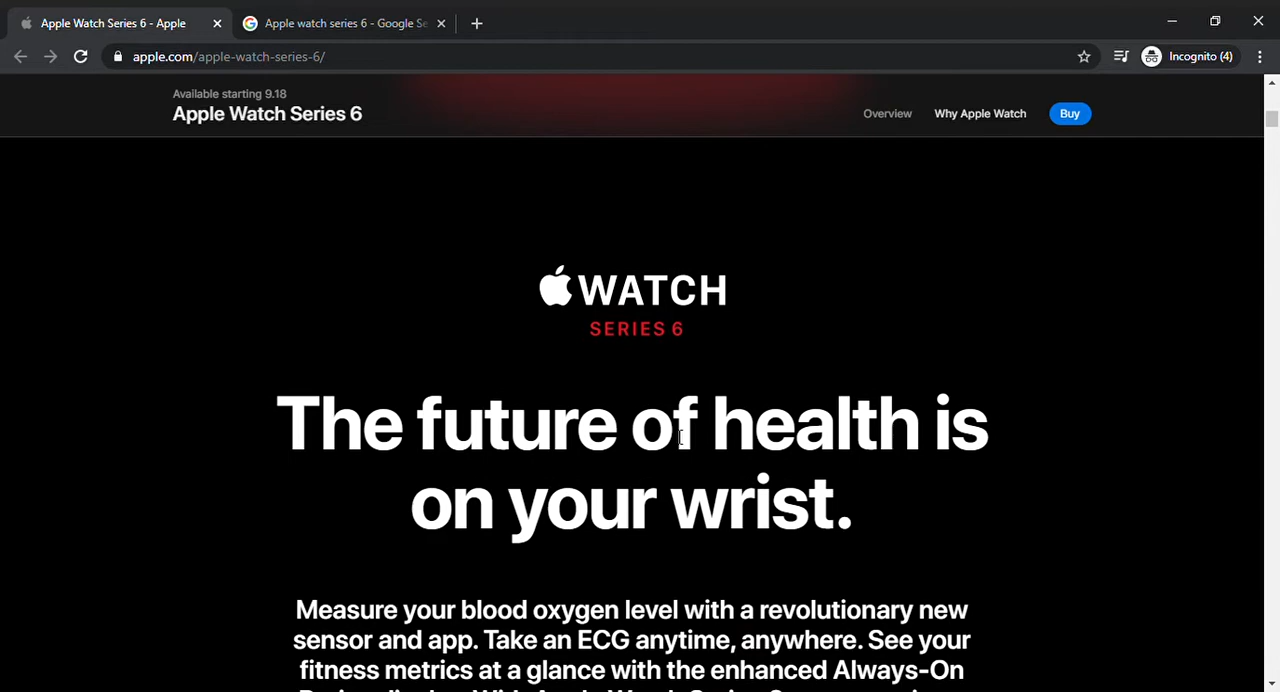 Apple Watch Series 6 - Apple
Apple watch series 6 - Google Se
apple.com/apple-watch-series-6/
Incognito (4)
Available starting 9.18
Apple Watch Series 6
Overview
Why Apple Watch
Buy
WATCH
SERIES 6
The future of health is
on your wrist.
Measure your blood oxygen level with a revolutionary new
sensor and app. Take an ECG anytime, anywhere. See your
fitness metrics at a glance with the enhanced Always-On